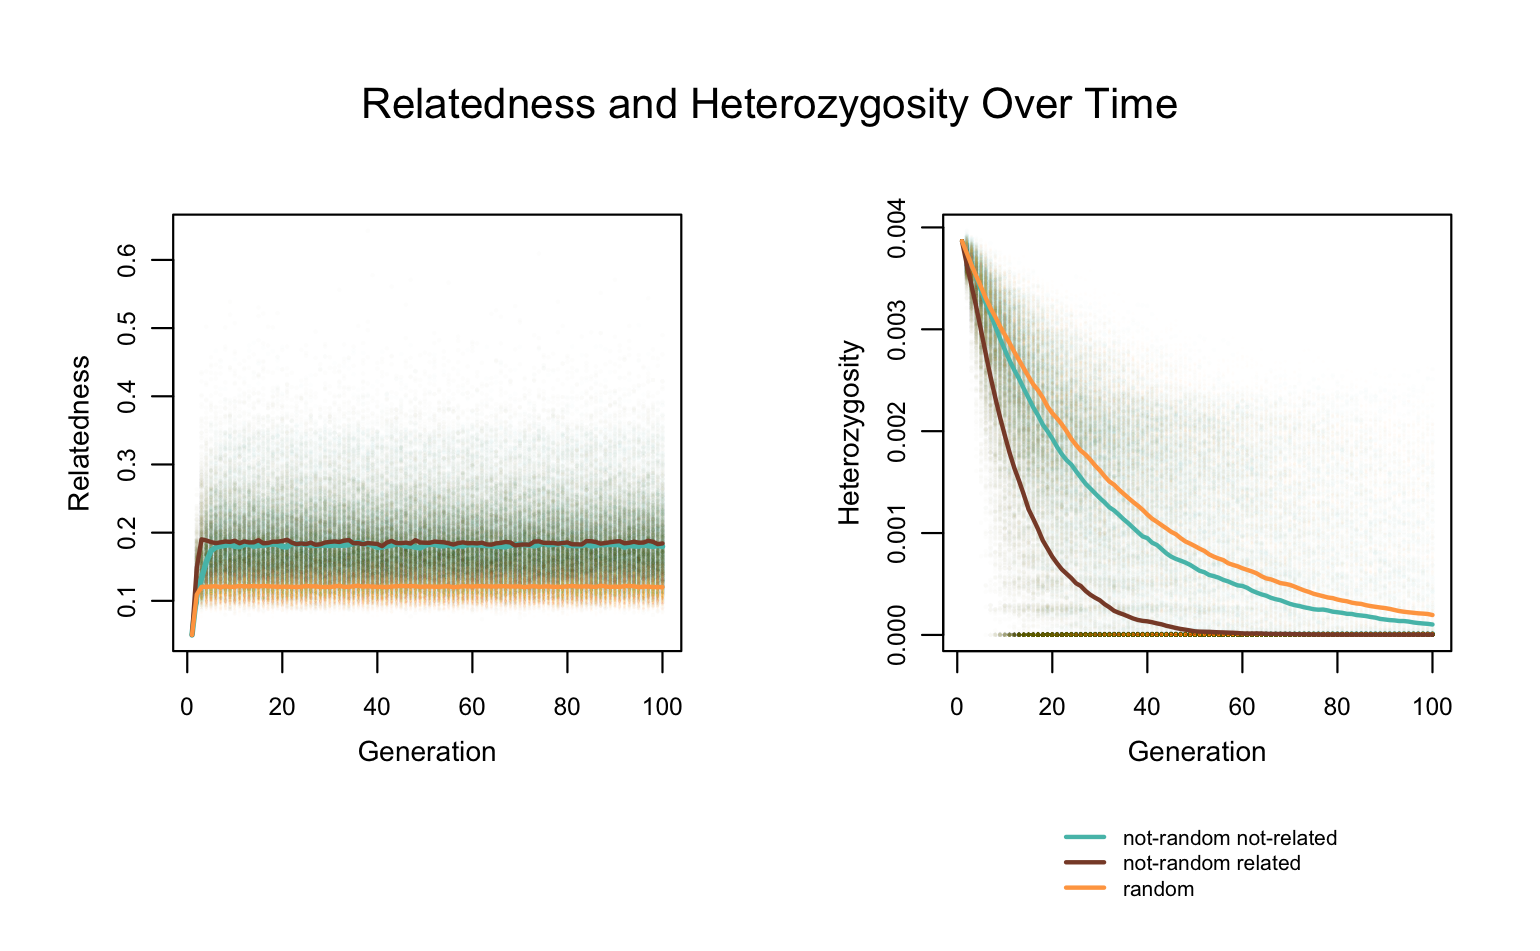 Relatedness and Heterozygosity Over Time
Relatedness
0.1
0.2
0.3
0.4
0.5
0.6
0 20 40 60 80 100
Generation
Heterozygosity
0.000
0.001
0.002
0.003
0.004
0 20 40 60 80 100
Generation
not-random not-related
not-random related
random